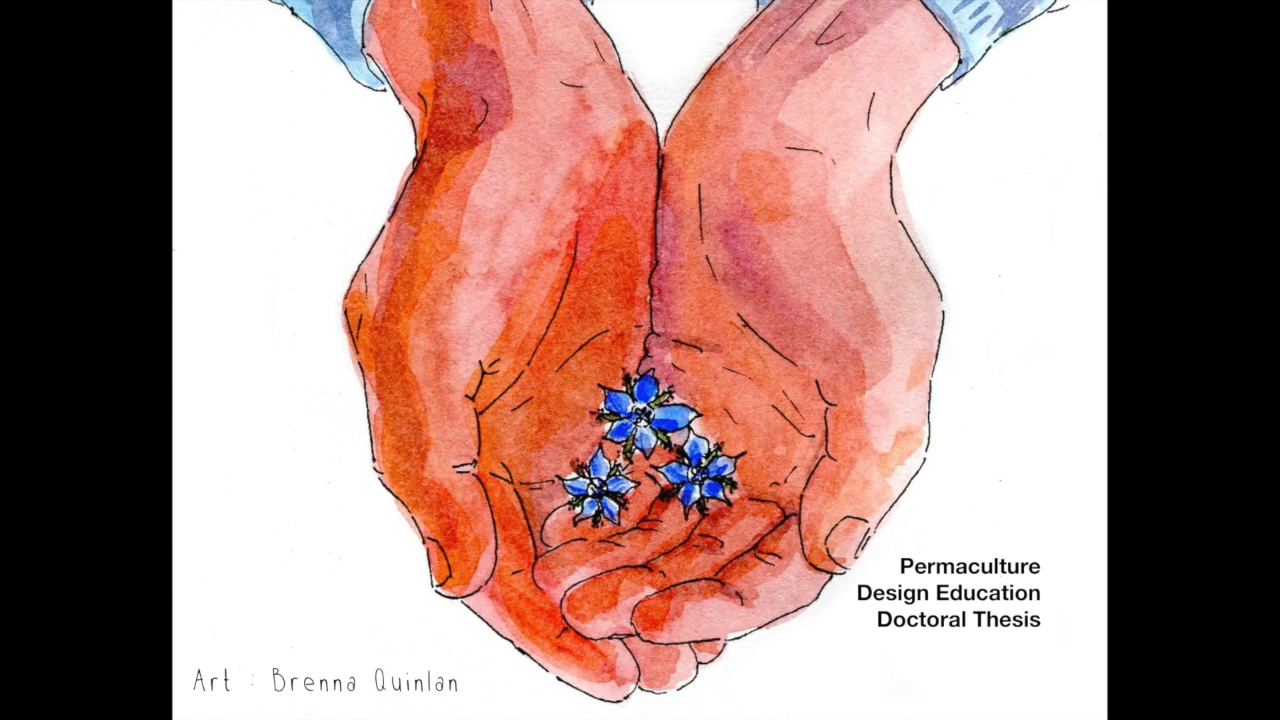 Permaculture
Design Education
Doctoral Thesis
Art : Brenna Quinlan